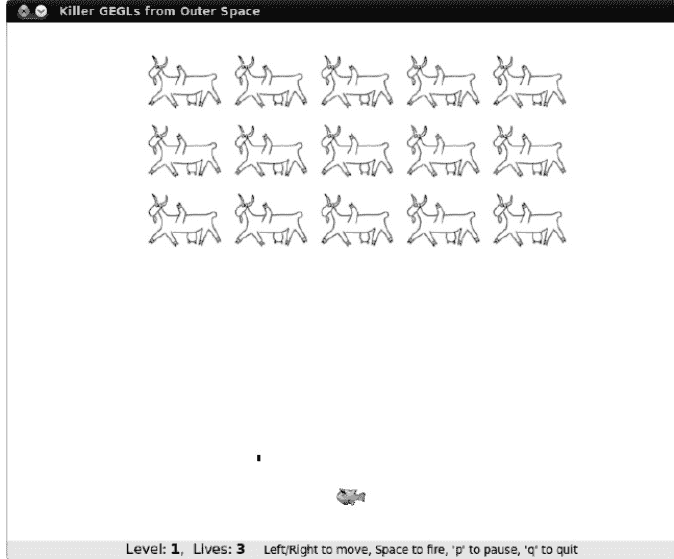 Killer GEGLs from Outer Space
Level: 1, Lives: 3 Left/Right to move, Space to fire, 'p' to pause, 'q' to quit